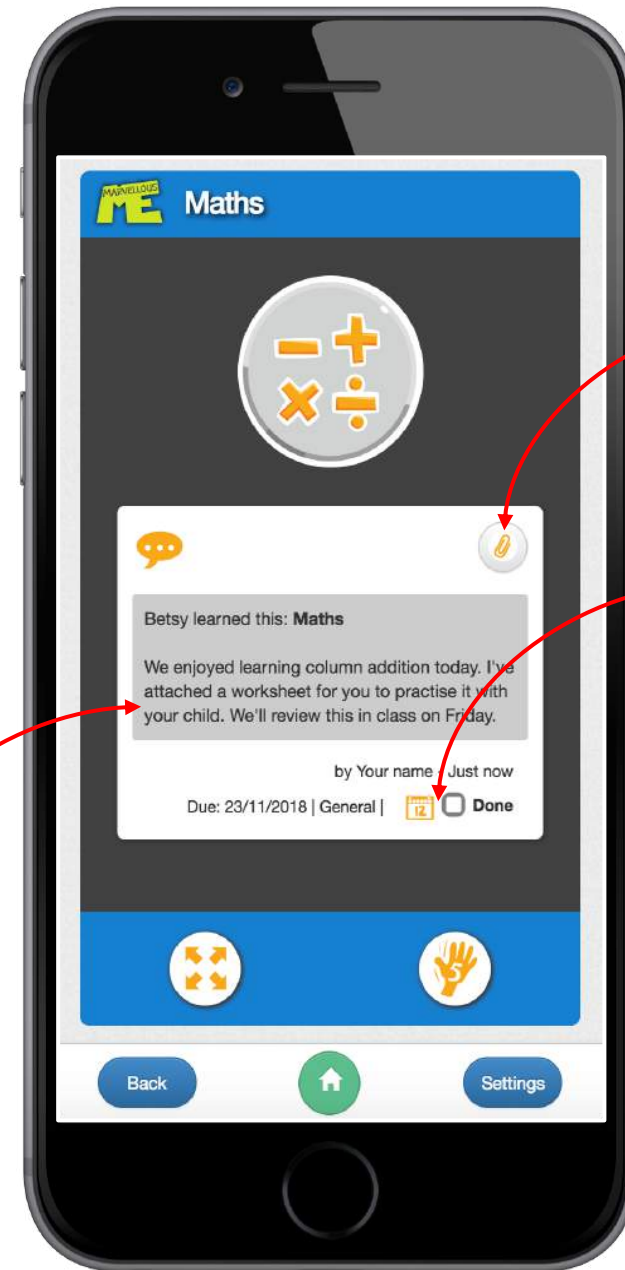 MARVELLOUS
ME
Maths
Betsy learned this: Maths
We enjoyed learning column addition today. I've
attached a worksheet for you to practise it with
your child. We'll review this in class on Friday.
by Your name - Just now
Due: 23/11/2018 | General |
12
Done
5
Back
Settings